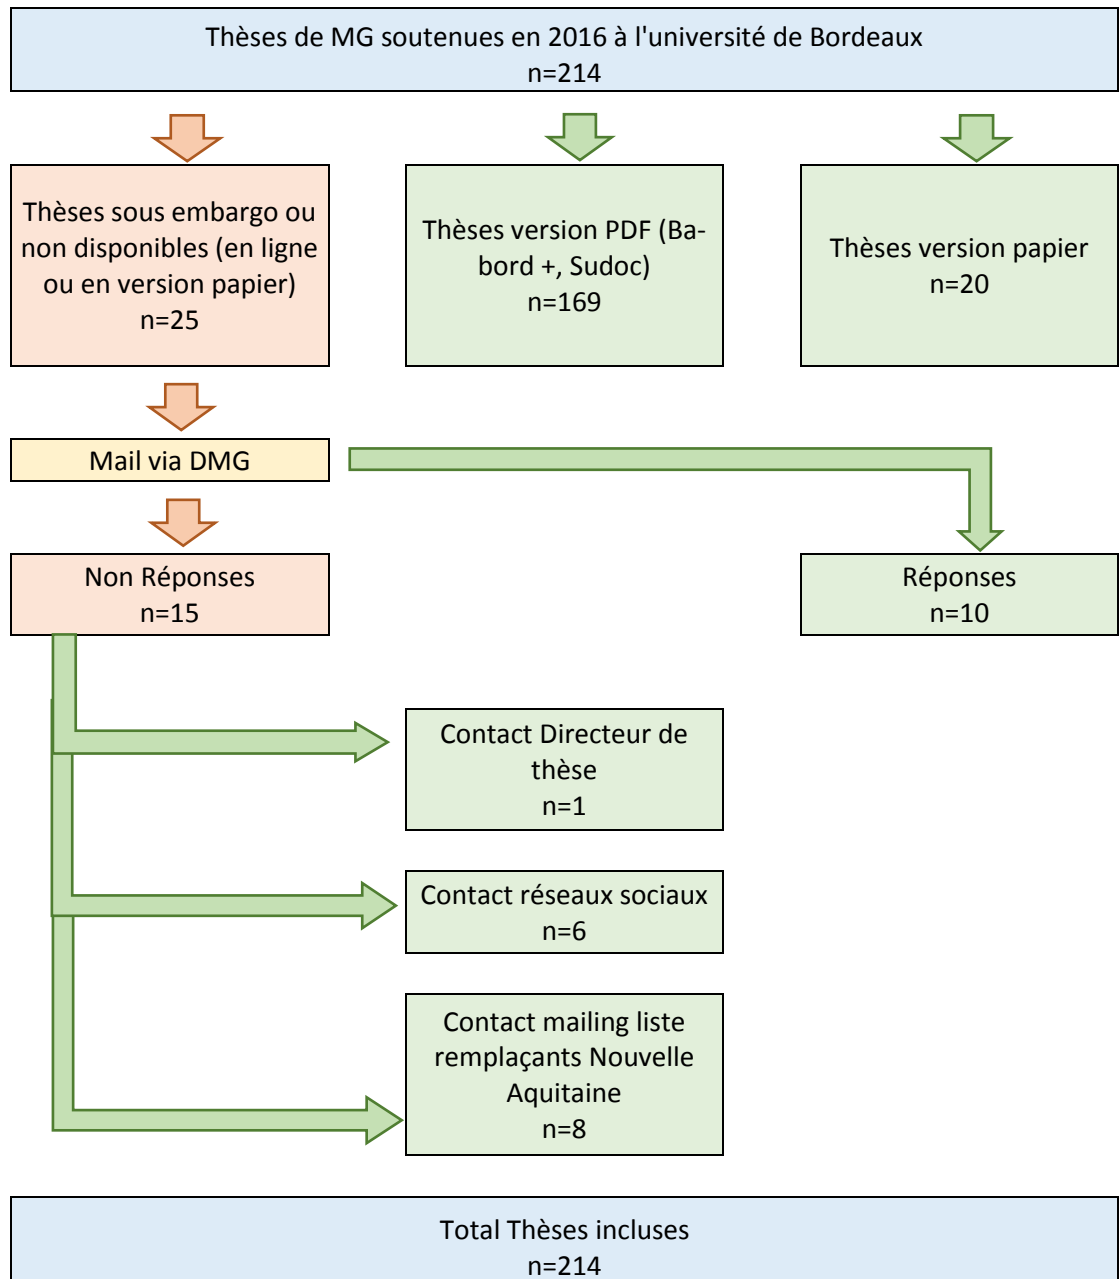 Thèses de MG soutenues en 2016 à l'université de Bordeaux
n=214
Thèses sous embargo ou
non disponibles (en ligne
ou en version papier)
n=25
Thèses version PDF (Ba-
bord +, Sudoc)
n=169
Thèses version papier
n=20
Mail via DMG
Non Réponses
n=15
Réponses
n=10
Contact Directeur de
thèse
n=1
Contact réseaux sociaux
n=6
Contact mailing liste
remplaçants Nouvelle
Aquitaine
n=8
Total Thèses incluses
n=214